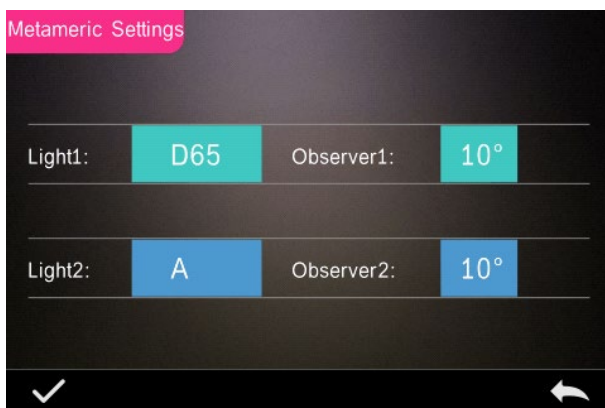 Metameric Settings
Light1: D65 Observer1: 10°
Light2: A Observer2: 10°